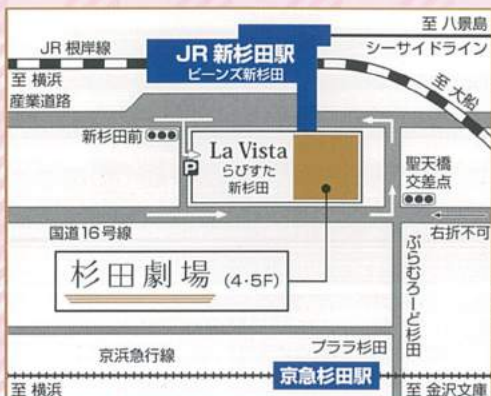 至 八景島
JR 根岸線
JR 新杉田駅
ビーンズ新杉田
シーサイドライン
至 横浜
至 大船
産業道路
新杉田前
La Vista
らびすた
新杉田
P
聖天橋
交差点
国道16号線
右折不可
杉田劇場 (4・5F)
ぷらむろーど杉田
京浜急行線
プララ杉田
京急杉田駅
至 横浜
至 金沢文庫